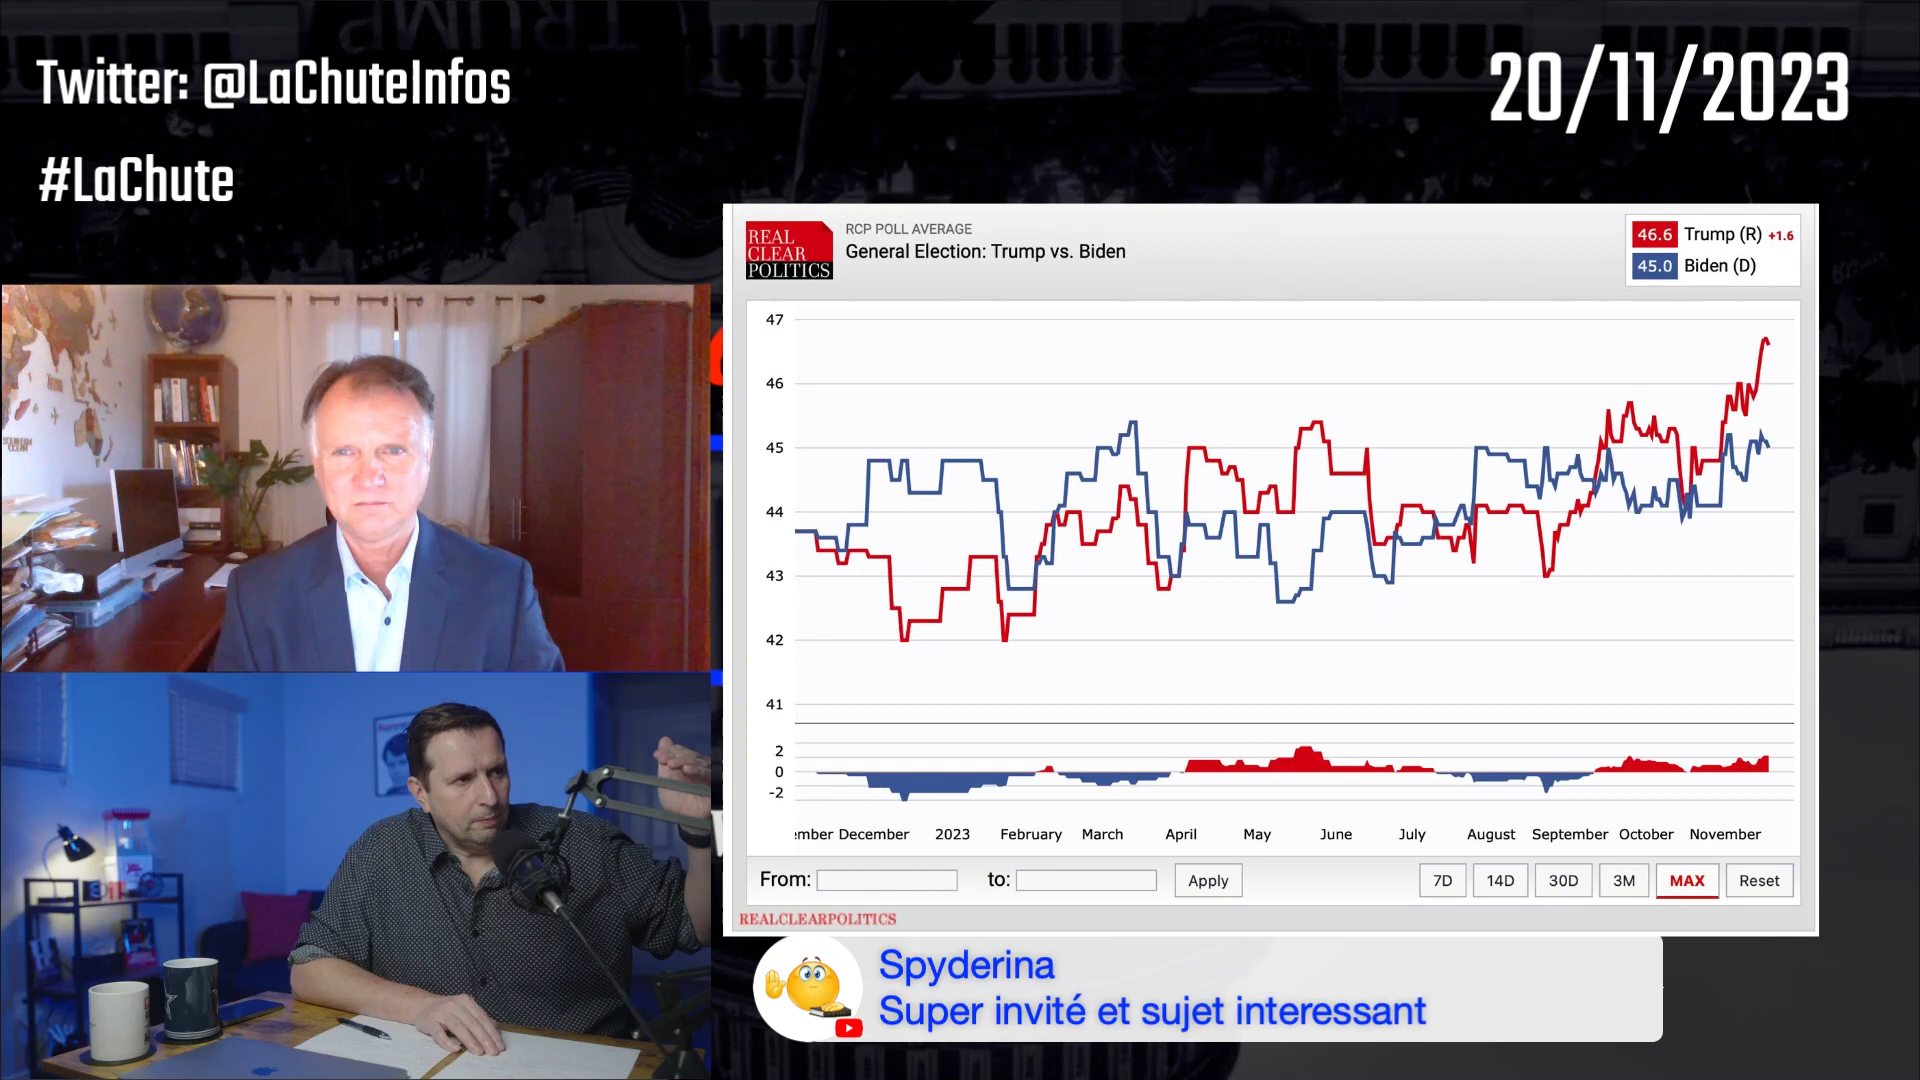 TRUMP
Twitter: @LaChuteInfos
#LaChute
20/11/2023
REAL
CLEAR
POLITICS
RCP POLL AVERAGE
General Election: Trump vs. Biden
46.6 Trump (R) +1.6
45.0 Biden (D)
47
46
45
44
43
42
41
2
0
-2
ember December 2023 February March April May June July August September October November
From: to: Apply 7D 14D 30D 3M MAX Reset
REALCLEARPOLITICS
Spyderina
Super invité et sujet interessant